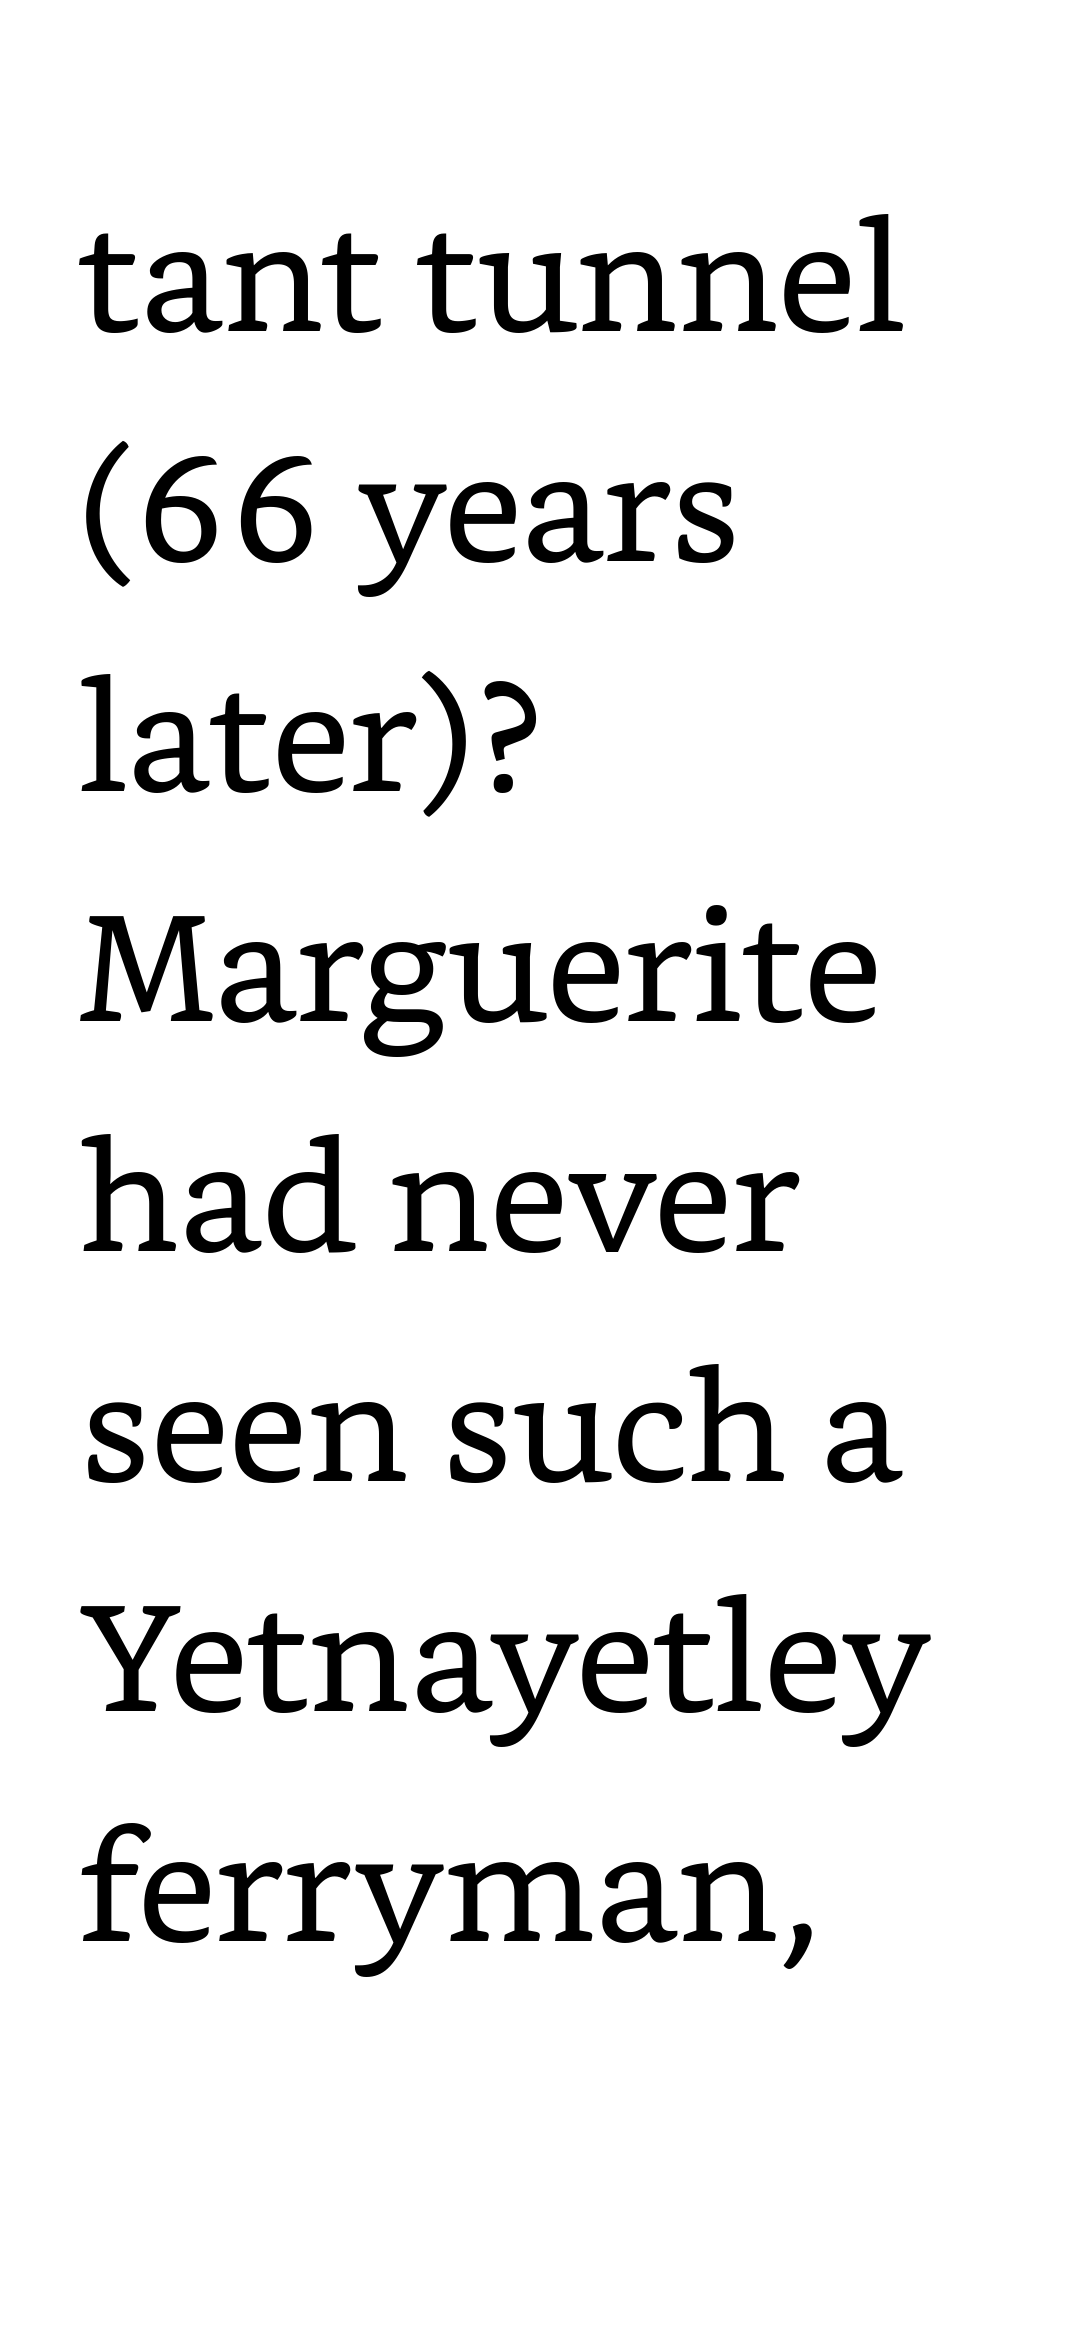 tant tunnel
(66 years
later)?
Marguerite
had never
seen such a
Yetnayetley
ferryman,